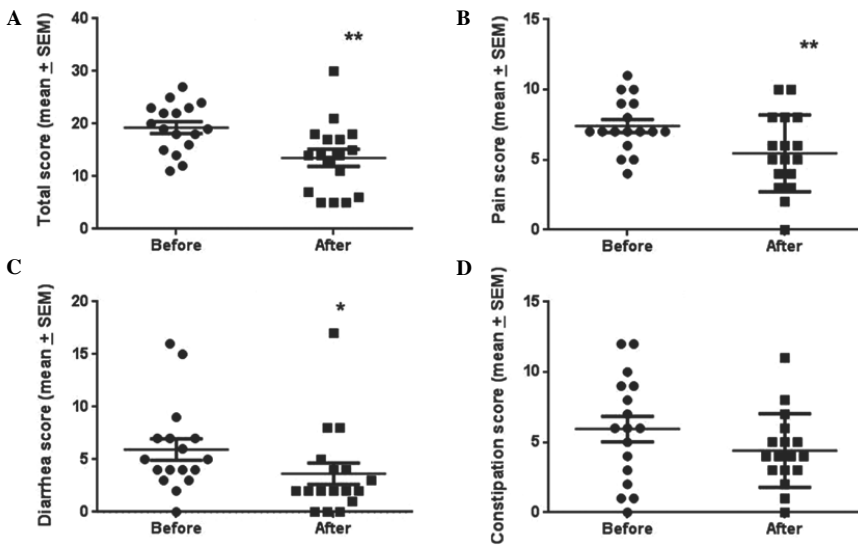 A
Total score (mean ± SEM)
40
30
20
10
0
**
Before
After
B
Pain score (mean ± SEM)
15
10
5
0
**
Before
After
C
Diarrhea score (mean ± SEM)
20
15
10
5
0
*
Before
After
D
Constipation score (mean ± SEM)
15
10
5
0
Before
After